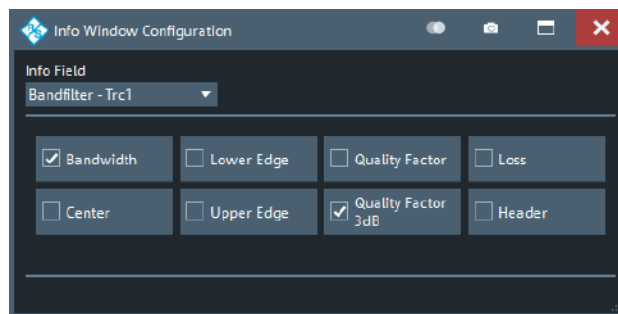 Info Window Configuration
Info Field
Bandfilter - Trc1
Bandwidth
Lower Edge
Quality Factor
Loss
Center
Upper Edge
Quality Factor
3dB
Header